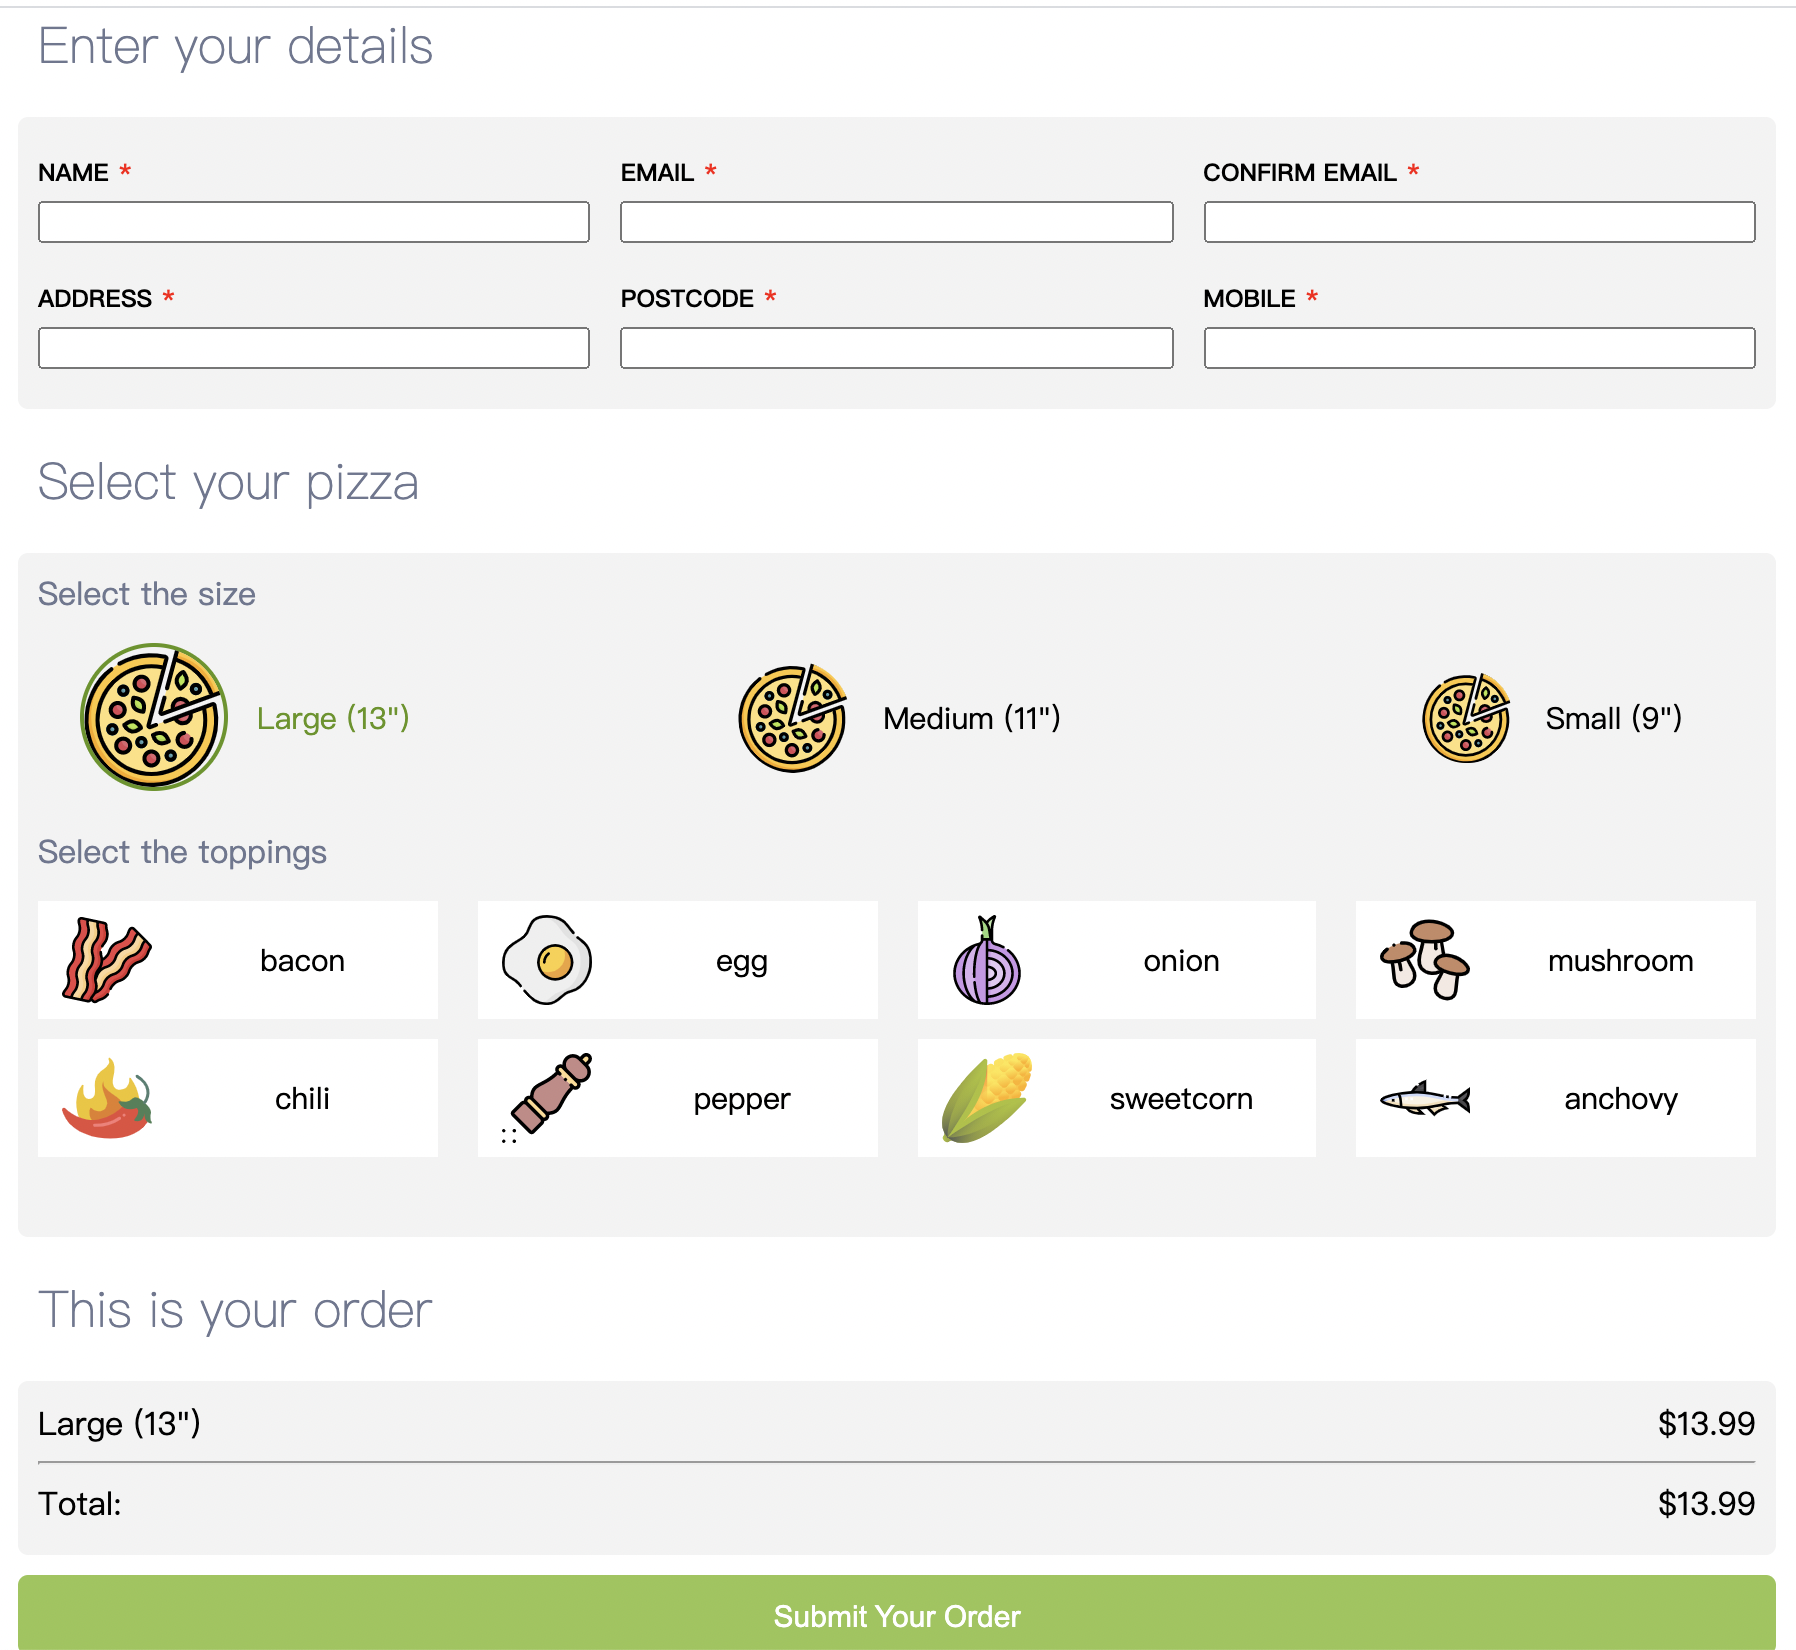 Enter your details
NAME * EMAIL * CONFIRM EMAIL *
ADDRESS * POSTCODE * MOBILE *
Select your pizza
Select the size
Large (13") Medium (11") Small (9")
Select the toppings
bacon egg onion mushroom
chili pepper sweetcorn anchovy
This is your order
Large (13") $13.99
Total: $13.99
Submit Your Order